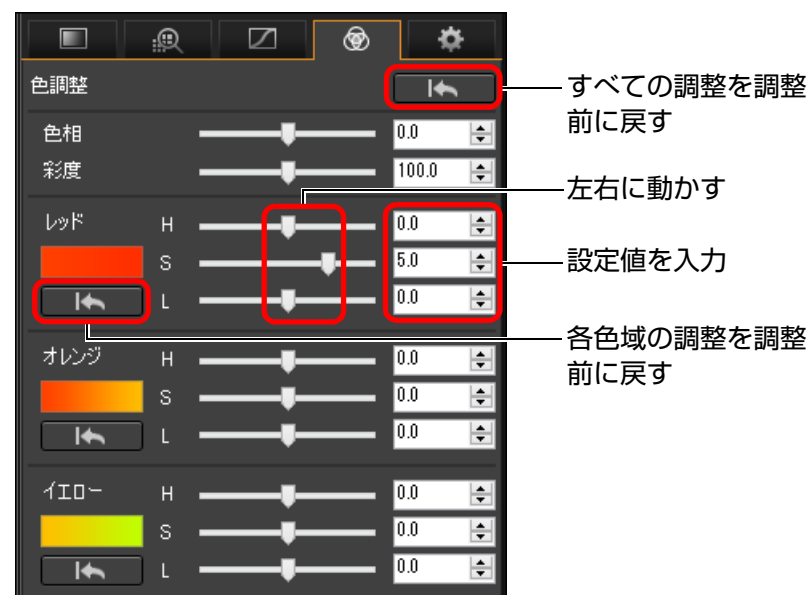 色調整
すべての調整を調整
前に戻す
色相 0.0
彩度 100.0
左右に動かす
レッド H 0.0
S 5.0
設定値を入力
L 0.0
各色域の調整を調整
前に戻す
オレンジ H 0.0
S 0.0
L 0.0
イエロー H 0.0
S 0.0
L 0.0